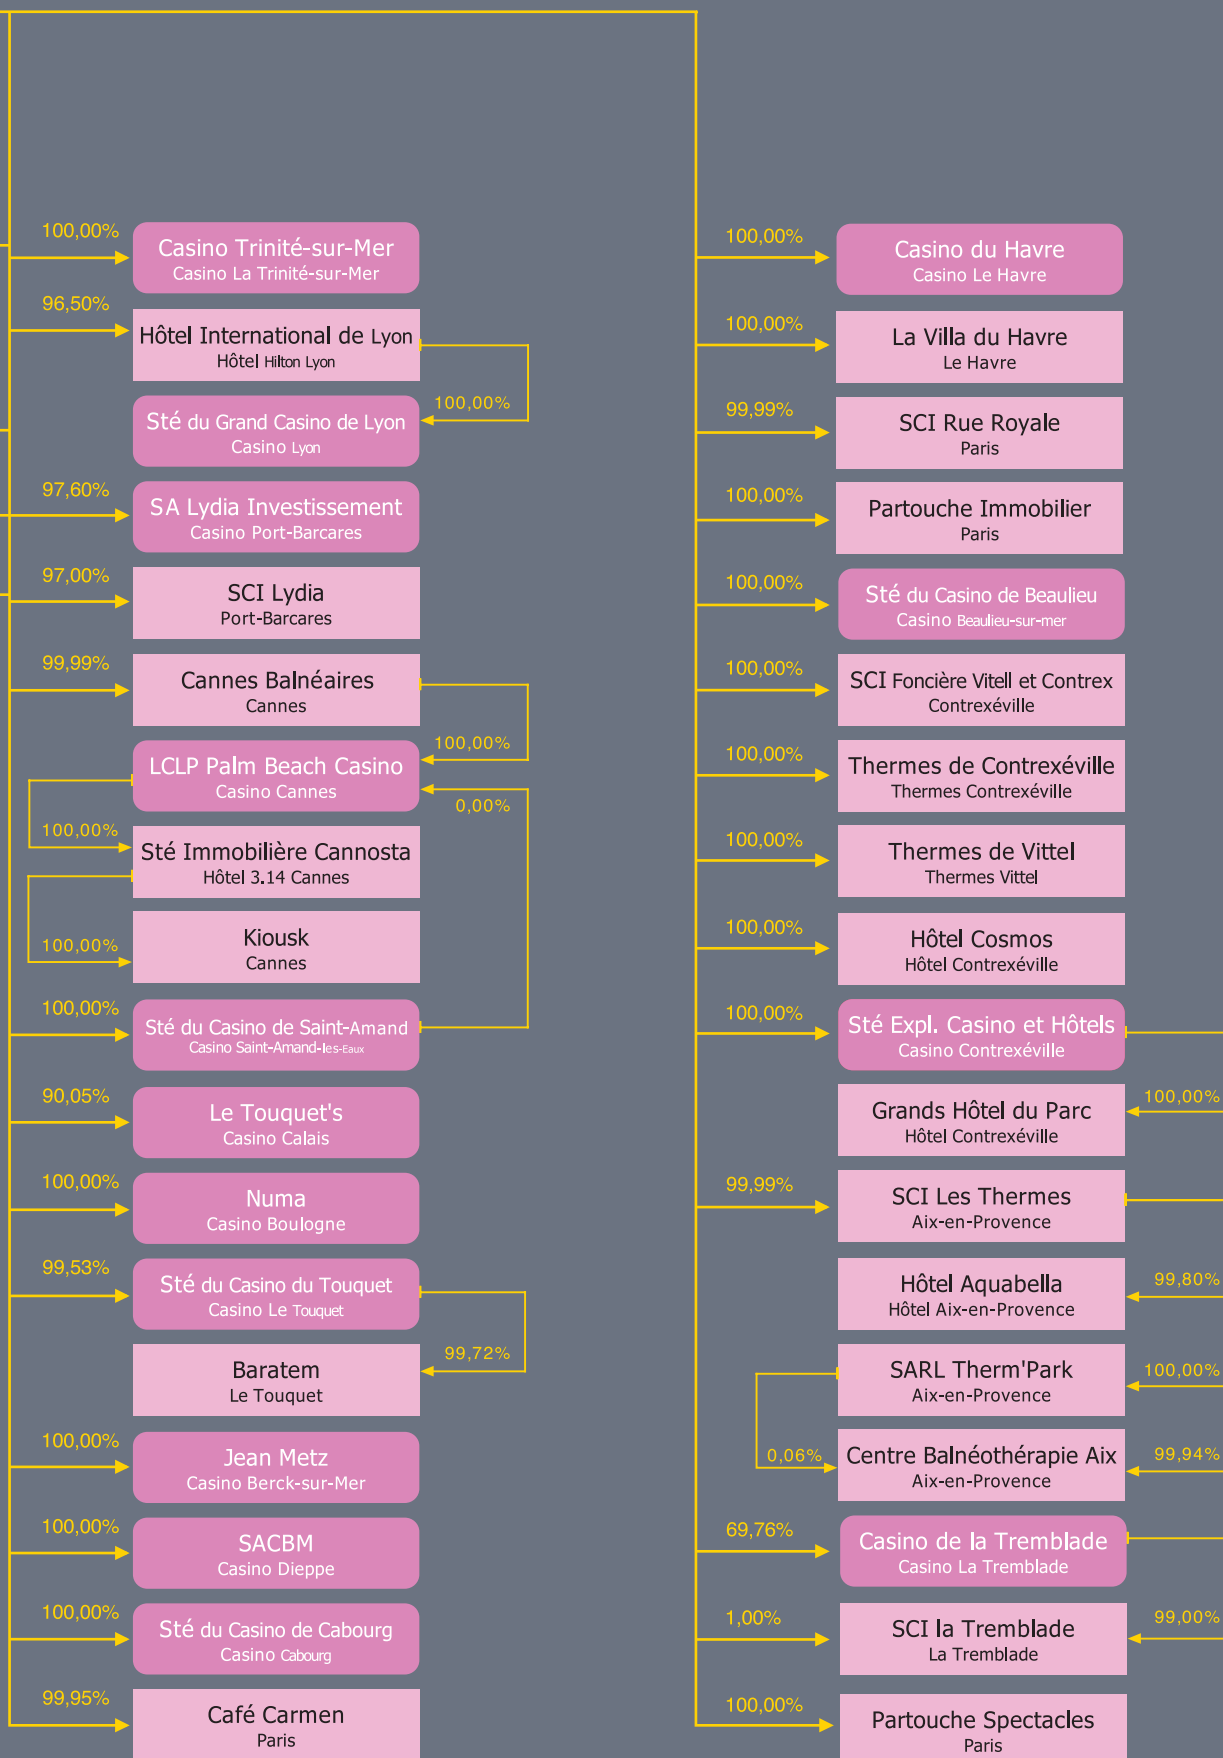 100,00%
Casino Trinité-sur-Mer
Casino La Trinité-sur-Mer
96,50%
Hôtel International de Lyon
Hôtel Hilton Lyon
100,00%
Sté du Grand Casino de Lyon
Casino Lyon
97,60%
SA Lydia Investissement
Casino Port-Barcares
97,00%
SCI Lydia
Port-Barcares
99,99%
Cannes Balnéaires
Cannes
100,00%
LCLP Palm Beach Casino
Casino Cannes
0,00%
100,00%
Sté Immobilière Cannosta
Hôtel 3.14 Cannes
100,00%
Kiousk
Cannes
100,00%
Sté du Casino de Saint-Amand
Casino Saint-Amand-les-Eaux
90,05%
Le Touquet's
Casino Calais
100,00%
Numa
Casino Boulogne
99,53%
Sté du Casino du Touquet
Casino Le Touquet
99,72%
Baratem
Le Touquet
100,00%
Jean Metz
Casino Berck-sur-Mer
100,00%
SACBM
Casino Dieppe
100,00%
Sté du Casino de Cabourg
Casino Cabourg
99,95%
Café Carmen
Paris
100,00%
Casino du Havre
Casino Le Havre
100,00%
La Villa du Havre
Le Havre
99,99%
SCI Rue Royale
Paris
100,00%
Partouche Immobilier
Paris
100,00%
Sté du Casino de Beaulieu
Casino Beaulieu-sur-mer
100,00%
SCI Foncière Vitell et Contrex
Contrexéville
100,00%
Thermes de Contrexéville
Thermes Contrexéville
100,00%
Thermes de Vittel
Thermes Vittel
100,00%
Hôtel Cosmos
Hôtel Contrexéville
100,00%
Sté Expl. Casino et Hôtels
Casino Contrexéville
100,00%
Grands Hôtel du Parc
Hôtel Contrexéville
99,99%
SCI Les Thermes
Aix-en-Provence
99,80%
Hôtel Aquabella
Hôtel Aix-en-Provence
100,00%
SARL Therm'Park
Aix-en-Provence
0,06%
99,94%
Centre Balnéothérapie Aix
Aix-en-Provence
69,76%
Casino de la Tremblade
Casino La Tremblade
1,00%
99,00%
SCI la Tremblade
La Tremblade
100,00%
Partouche Spectacles
Paris